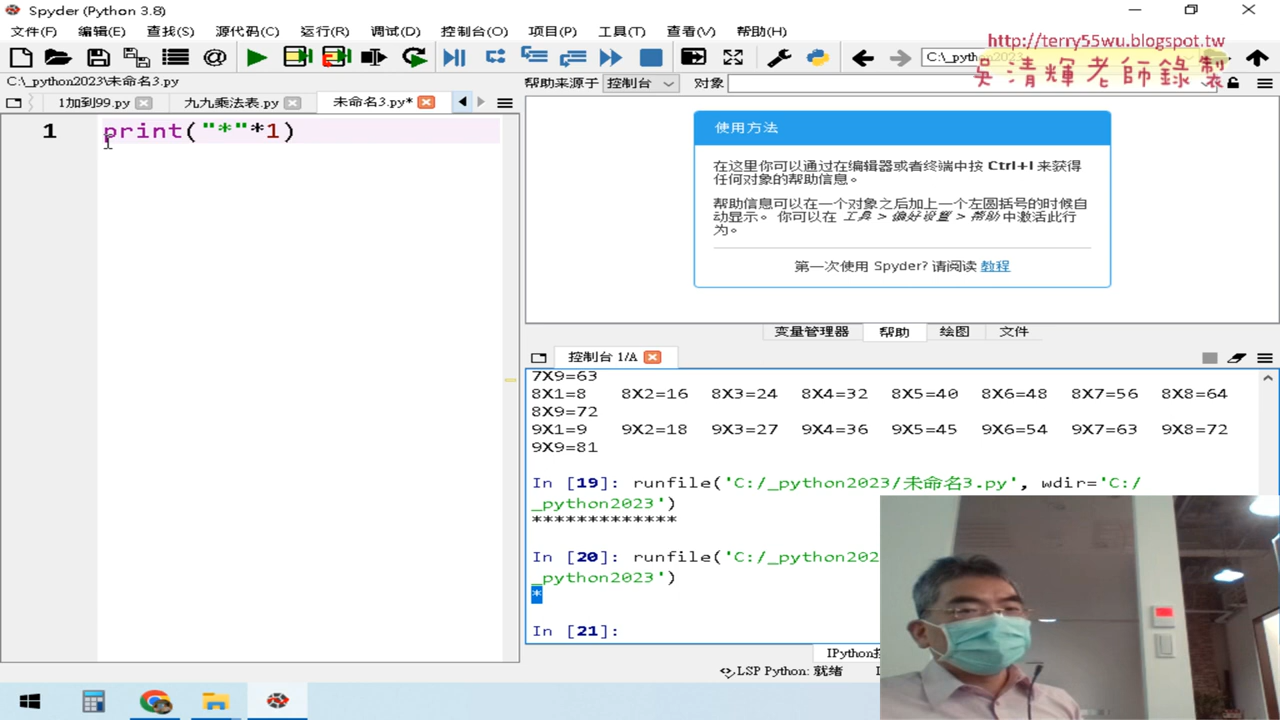 Spyder (Python 3.8)
文件(F) 编辑(E) 查找(S) 源代码(C) 运行(R) 调试(D) 控制台(O) 项目(P) 工具(T) 查看(V) 帮助(H)
http://terry55wu.blogspot.tw
C:\_pyth
吳清輝老師錄製
C:\_python2023\未命名3.py
帮助来源于 控制台 对象
1加到99.py 九九乘法表.py 未命名3.py*
1 print("*"*1)
使用方法
在这里你可以通过在编辑器或者终端中按 Ctrl+I 来获得
任何对象的帮助信息。
帮助信息可以在一个对象之后加上一个左圆括号的时候自
动显示。 你可以在 工具 > 偏好设置 > 帮助 中激活此行
为。
第一次使用 Spyder? 请阅读 教程
变量管理器 帮助 绘图 文件
控制台 1/A
7X9=63
8X1=8 8X2=16 8X3=24 8X4=32 8X5=40 8X6=48 8X7=56 8X8=64
8X9=72
9X1=9 9X2=18 9X3=27 9X4=36 9X5=45 9X6=54 9X7=63 9X8=72
9X9=81
In [19]: runfile('C:/_python2023/未命名3.py', wdir='C:/
_python2023')
*************
In [20]: runfile('C:/_python202
_python2023')
*
In [21]:
LSP Python: 就绪